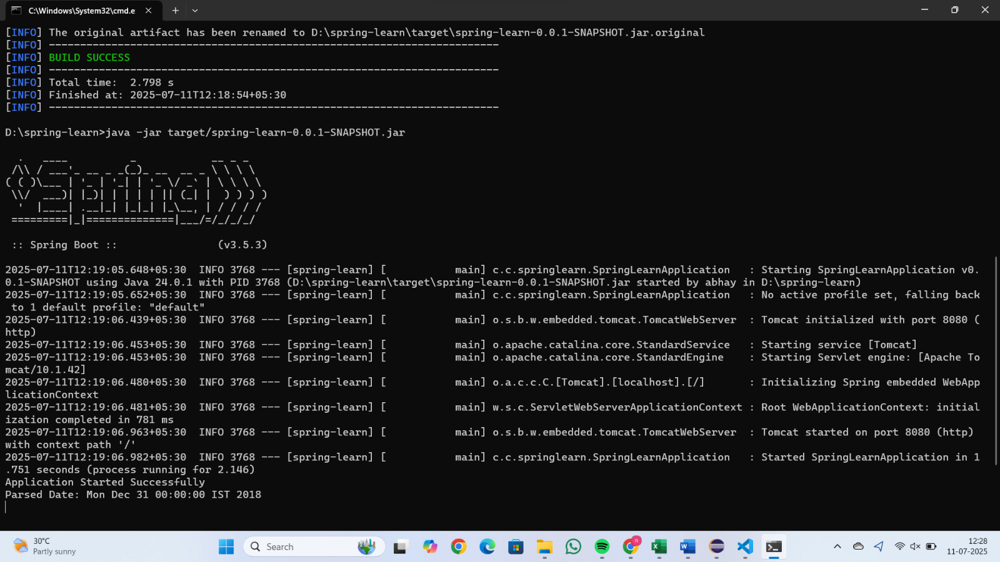 C:\Windows\System32\cmd.e
[INFO] The original artifact has been renamed to D:\spring-learn\target\spring-learn-0.0.1-SNAPSHOT.jar.original
[INFO] ------------------------------------------------------------------------
[INFO] BUILD SUCCESS
[INFO] ------------------------------------------------------------------------
[INFO] Total time:  2.798 s
[INFO] Finished at: 2025-07-11T12:18:54+05:30
[INFO] ------------------------------------------------------------------------
D:\spring-learn>java -jar target/spring-learn-0.0.1-SNAPSHOT.jar
  .   ____          _            __ _ _
 /\\ / ___'_ __ _ _(_)_ __  __ _ \ \ \ \
( ( )\___ | '_ | '_| | '_ \/ _` | \ \ \ \
 \\/  ___)| |_)| | | | | || (_| |  ) ) ) )
  '  |____| .__|_| |_|_| |_\__, | / / / /
 =========|_|==============|___/=/_/_/_/
 :: Spring Boot ::                (v3.5.3)
2025-07-11T12:19:05.648+05:30  INFO 3768 --- [spring-learn] [           main] c.c.springlearn.SpringLearnApplication   : Starting SpringLearnApplication v0.
0.1-SNAPSHOT using Java 24.0.1 with PID 3768 (D:\spring-learn\target\spring-learn-0.0.1-SNAPSHOT.jar started by abhay in D:\spring-learn)
2025-07-11T12:19:05.652+05:30  INFO 3768 --- [spring-learn] [           main] c.c.springlearn.SpringLearnApplication   : No active profile set, falling back
 to 1 default profile: "default"
2025-07-11T12:19:06.439+05:30  INFO 3768 --- [spring-learn] [           main] o.s.b.w.embedded.tomcat.TomcatWebServer  : Tomcat initialized with port 8080 (
http)
2025-07-11T12:19:06.453+05:30  INFO 3768 --- [spring-learn] [           main] o.apache.catalina.core.StandardService   : Starting service [Tomcat]
2025-07-11T12:19:06.453+05:30  INFO 3768 --- [spring-learn] [           main] o.apache.catalina.core.StandardEngine    : Starting Servlet engine: [Apache To
mcat/10.1.42]
2025-07-11T12:19:06.480+05:30  INFO 3768 --- [spring-learn] [           main] o.a.c.c.C.[Tomcat].[localhost].[/]       : Initializing Spring embedded WebApp
licationContext
2025-07-11T12:19:06.481+05:30  INFO 3768 --- [spring-learn] [           main] w.s.c.ServletWebServerApplicationContext : Root WebApplicationContext: initial
ization completed in 781 ms
2025-07-11T12:19:06.963+05:30  INFO 3768 --- [spring-learn] [           main] o.s.b.w.embedded.tomcat.TomcatWebServer  : Tomcat started on port 8080 (http)
with context path '/'
2025-07-11T12:19:06.982+05:30  INFO 3768 --- [spring-learn] [           main] c.c.springlearn.SpringLearnApplication   : Started SpringLearnApplication in 1
.751 seconds (process running for 2.146)
Application Started Successfully
Parsed Date: Mon Dec 31 00:00:00 IST 2018
30°C
Partly sunny
Search
n
12:28
11-07-2025